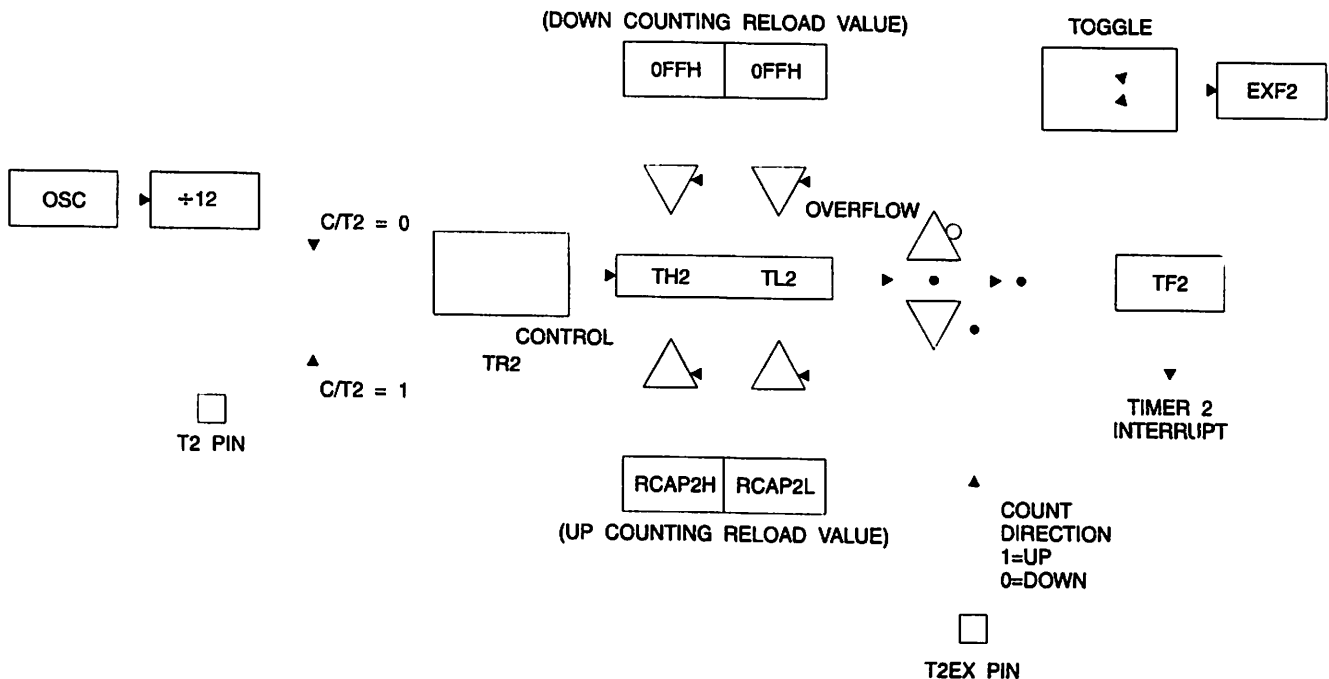 (DOWN COUNTING RELOAD VALUE)
TOGGLE
0FFH 0FFH
EXF2
OSC
÷12
C/T2 = 0
OVERFLOW
TH2 TL2
TF2
CONTROL
TR2
C/T2 = 1
T2 PIN
TIMER 2
INTERRUPT
RCAP2H RCAP2L
(UP COUNTING RELOAD VALUE)
COUNT
DIRECTION
1=UP
0=DOWN
T2EX PIN